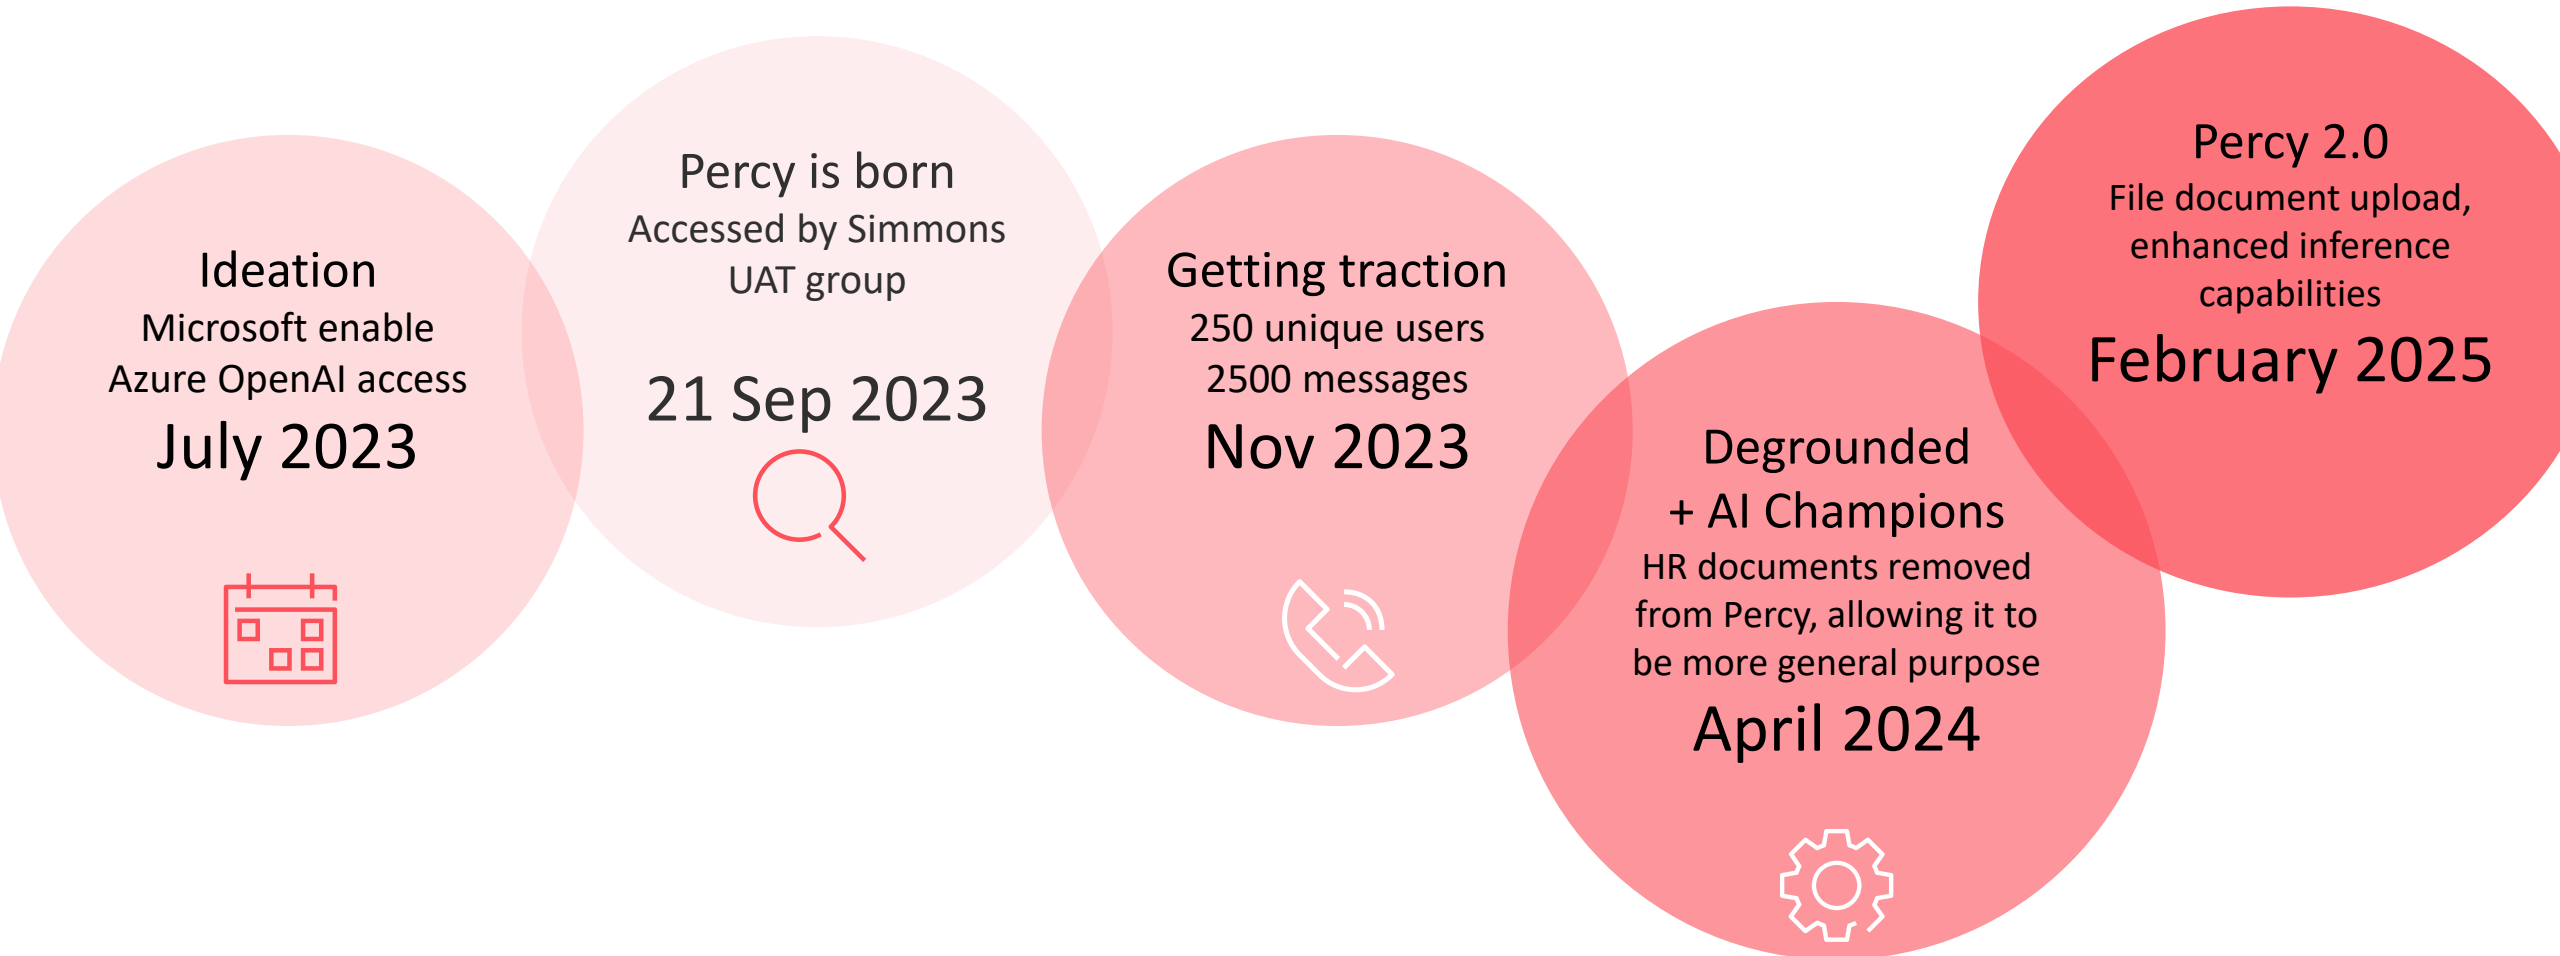 Ideation
Microsoft enable
Azure OpenAI access
July 2023
Percy is born
Accessed by Simmons
UAT group
21 Sep 2023
Getting traction
250 unique users
2500 messages
Nov 2023
Degrounded
+ AI Champions
HR documents removed
from Percy, allowing it to
be more general purpose
April 2024
Percy 2.0
File document upload,
enhanced inference
capabilities
February 2025